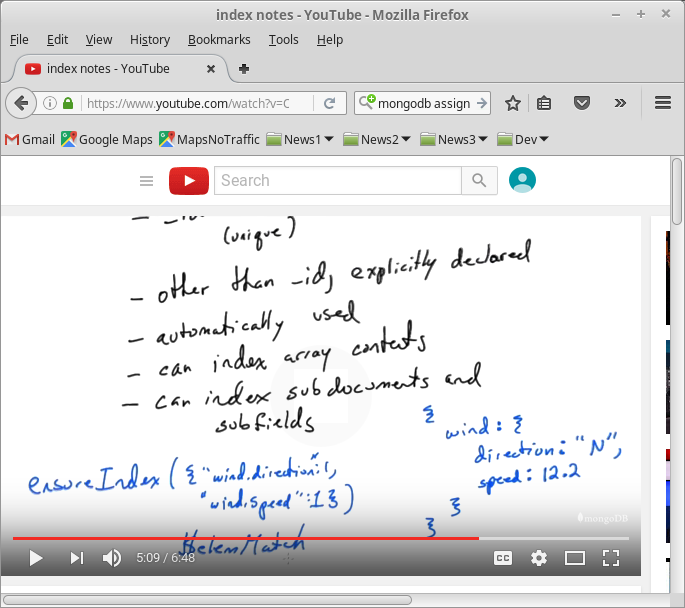 index notes - YouTube - Mozilla Firefox
File Edit View History Bookmarks Tools Help
index notes - YouTube
https://www.youtube.com/watch?v=C
mongodb assign
Gmail Google Maps MapsNoTraffic News1 News2 News3 Dev
Search
(unique)
- other than _id, explicitly declared
- automatically used
- can index array contents
- can index subdocuments and
subfields
{
wind: {
direction: "N",
speed: 12.2
}
}
ensureIndex({"wind.direction":1,
"wind.speed":1})
mongoDB
$elemMatch
5:09 / 6:48
CC